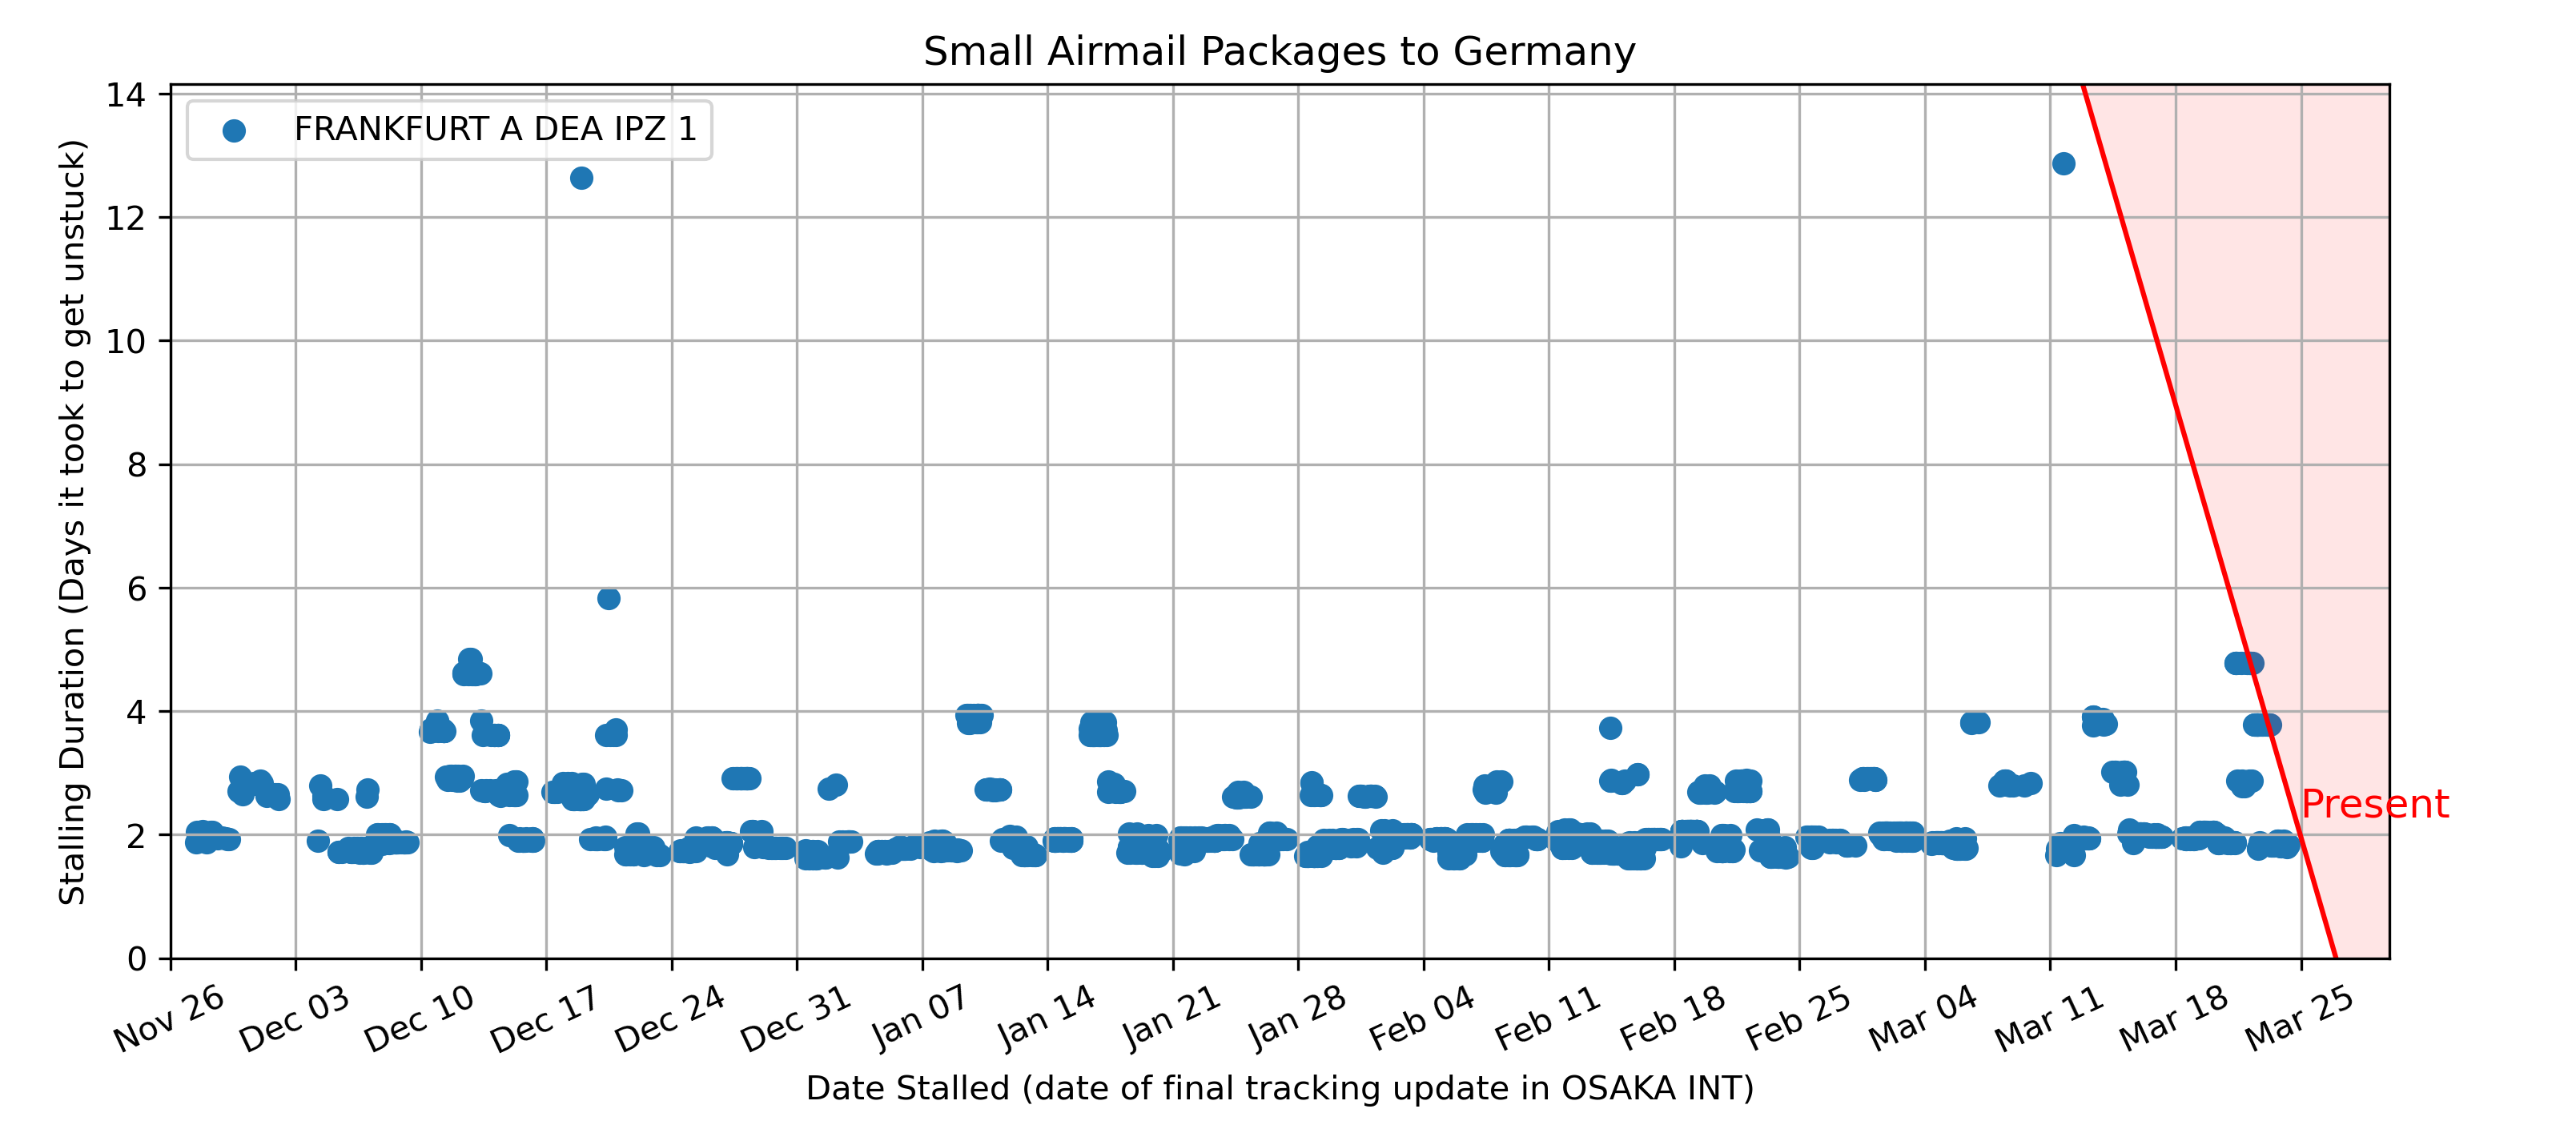 Small Airmail Packages to Germany
FRANKFURT A DEA IPZ 1
Stalling Duration (Days it took to get unstuck)
14
12
10
8
6
4
2
0
Present
Nov 26
Dec 03
Dec 10
Dec 17
Dec 24
Dec 31
Jan 07
Jan 14
Jan 21
Jan 28
Feb 04
Feb 11
Feb 18
Feb 25
Mar 04
Mar 11
Mar 18
Mar 25
Date Stalled (date of final tracking update in OSAKA INT)